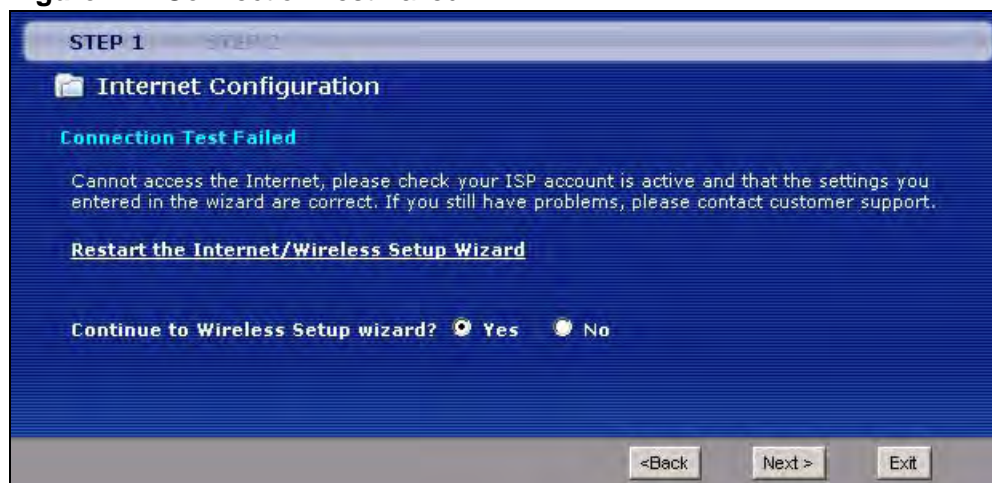 STEP 1 STEP 2
Internet Configuration
Connection Test Failed
Cannot access the Internet, please check your ISP account is active and that the settings you
entered in the wizard are correct. If you still have problems, please contact customer support.
Restart the Internet/Wireless Setup Wizard
Continue to Wireless Setup wizard? Yes No
<Back Next > Exit